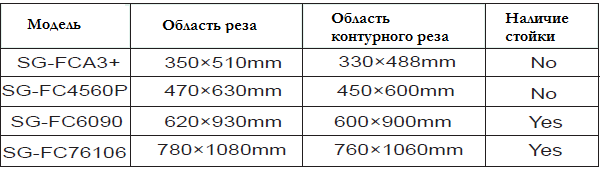 Модель Область реза Область контурного реза Наличие стойки
SG-FCA3+ 350×510mm 330×488mm No
SG-FC4560P 470×630mm 450×600mm No
SG-FC6090 620×930mm 600×900mm Yes
SG-FC76106 780×1080mm 760×1060mm Yes